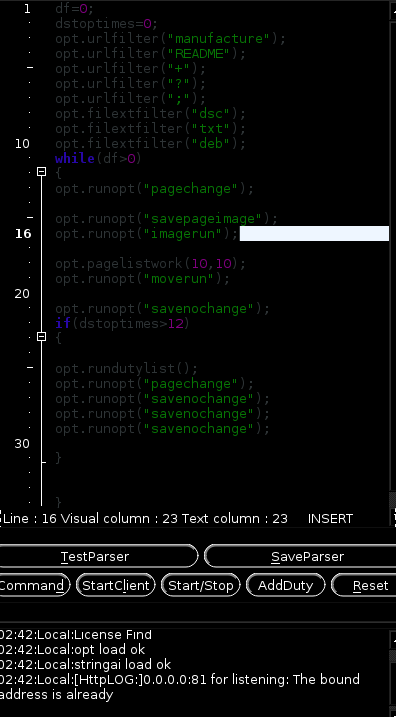 1 df=0;
dstoptimes=0;
opt.urlfilter("manufacture");
opt.urlfilter("README");
opt.urlfilter("+");
opt.urlfilter("?");
opt.urlfilter(";");
opt.filextfilter("dsc");
opt.filextfilter("txt");
10 opt.filextfilter("deb");
while(df>0)
{
opt.runopt("pagechange");
opt.runopt("savepageimage");
16 opt.runopt("imagerun");
opt.pagelistwork(10,10);
opt.runopt("moverun");
20
opt.runopt("savenochange");
if(dstoptimes>12)
{
opt.rundutylist();
opt.runopt("pagechange");
opt.runopt("savenochange");
opt.runopt("savenochange");
opt.runopt("savenochange");
30
}
}
Line : 16 Visual column : 23 Text column : 23 INSERT
TestParser SaveParser
Command StartClient Start/Stop AddDuty Reset
02:42:Local:License Find
02:42:Local:opt load ok
02:42:Local:stringai load ok
02:42:Local:[HttpLOG:]0.0.0.0:81 for listening: The bound
address is already